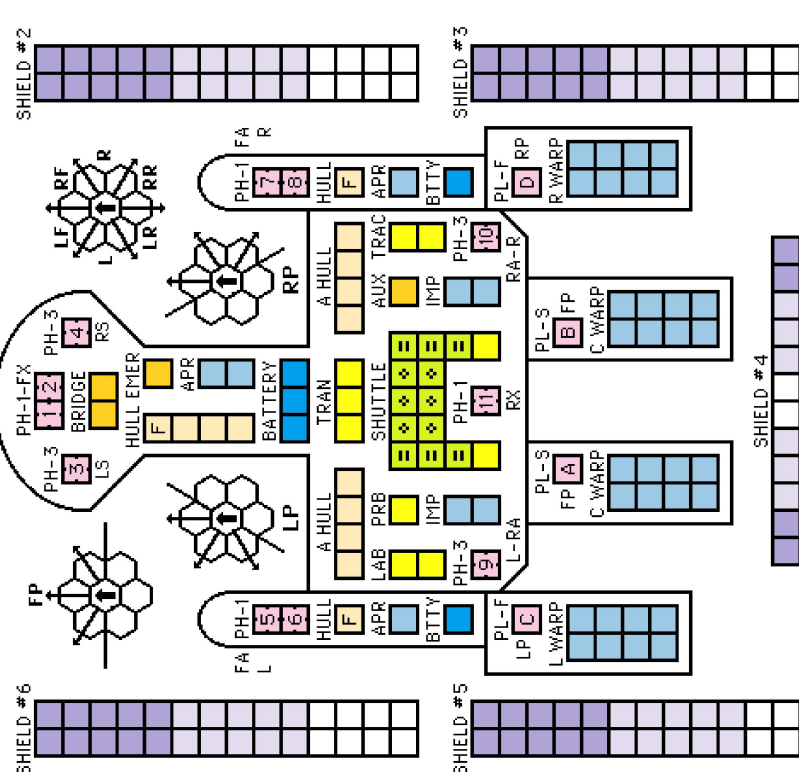 SHIELD #2
SHIELD #3
SHIELD #4
SHIELD #5
SHIELD #6
LF
RF
L
R
LR
RR
RP
LP
FP
PH-3
3
LS
PH-1-FX
1 2
BRIDGE
PH-3
4
RS
HULL
EMER
F
APR
BATTERY
TRAN
SHUTTLE
PH-1
11
RX
A HULL
LAB
PRB
PH-3
IMP
9
L-RA
A HULL
AUX
TRAC
IMP
PH-3
10
RA-R
FA
L
PH-1
5
6
HULL
F
APR
BTTY
PL-F
LP
C
L WARP
PL-S
FP
A
C WARP
PL-S
B
FP
C WARP
FA
R
PH-1
7
8
HULL
F
APR
BTTY
PL-F
D
RP
R WARP